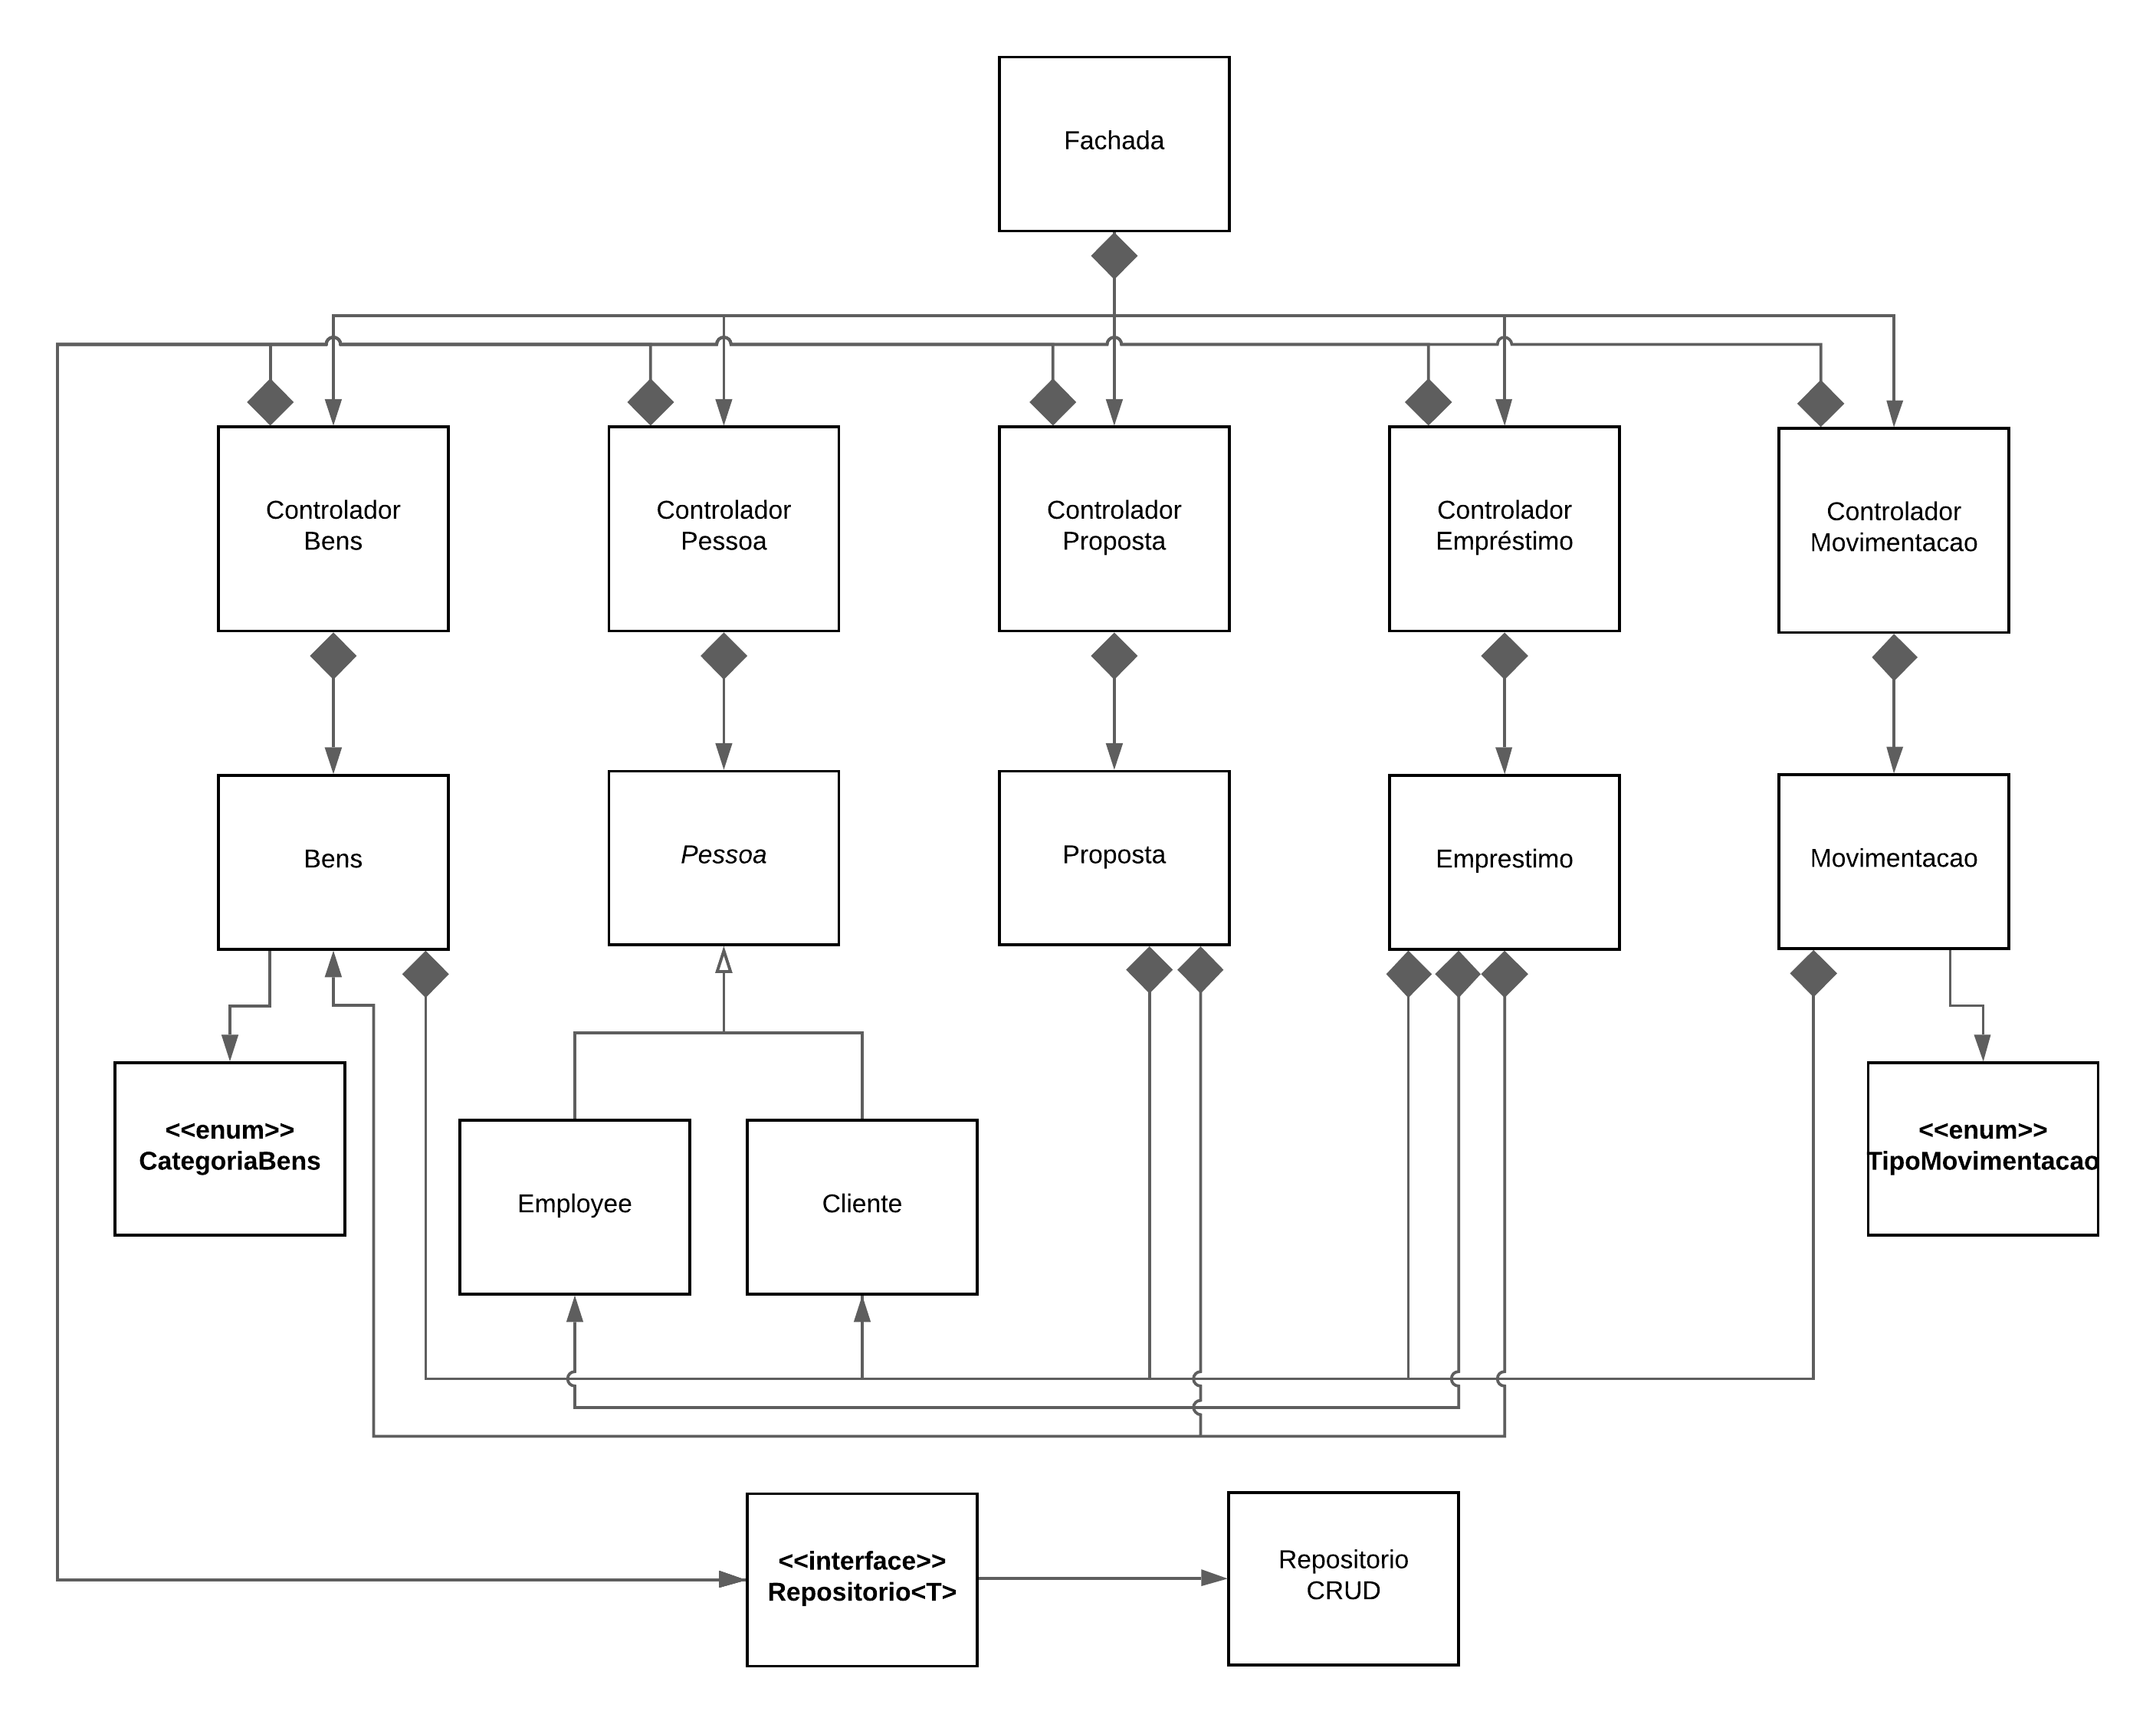 Fachada
Controlador
Bens
Controlador
Pessoa
Controlador
Proposta
Controlador
Empréstimo
Controlador
Movimentacao
Bens
Pessoa
Proposta
Emprestimo
Movimentacao
<<enum>>
CategoriaBens
Employee
Cliente
<<enum>>
TipoMovimentacao
<<interface>>
Repositorio<T>
Repositorio
CRUD